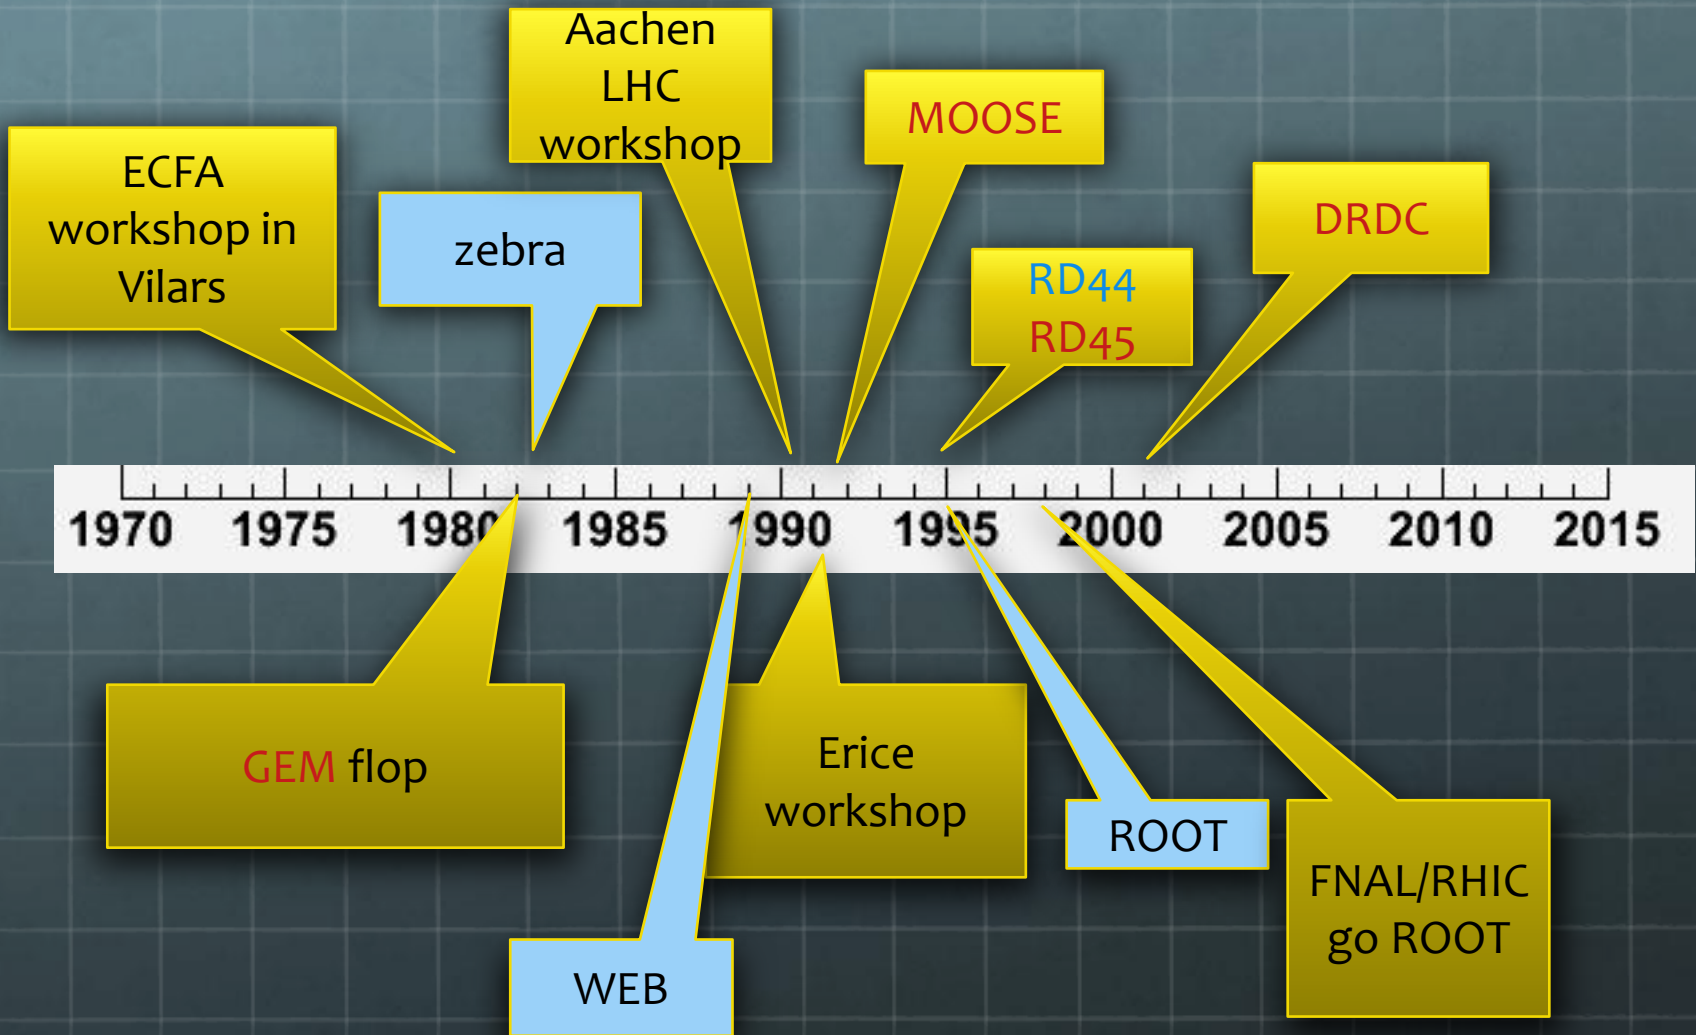 Aachen
LHC
workshop
MOOSE
ECFA
workshop in
Vilars
zebra
DRDC
RD44
RD45
1970 1975 1980 1985 1990 1995 2000 2005 2010 2015
GEM flop
Erice
workshop
ROOT
FNAL/RHIC
go ROOT
WEB